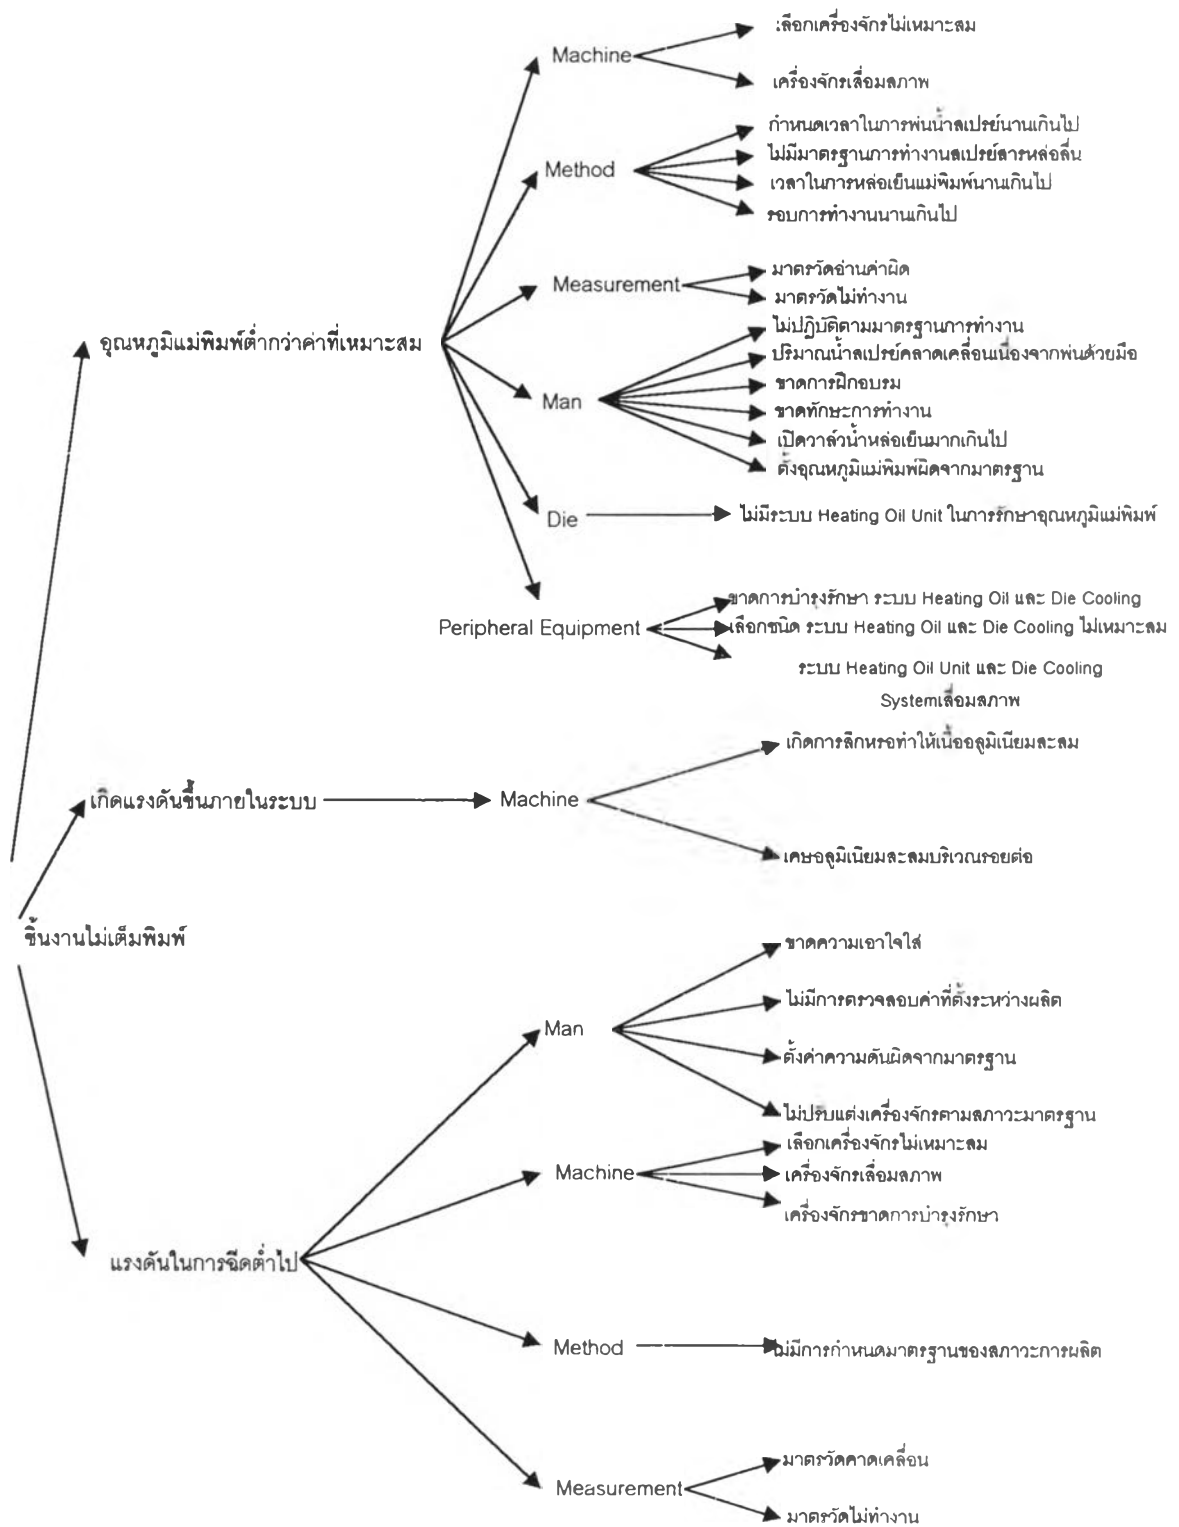 เลือกเครื่องจักรไม่เหมาะสม
Machine
เครื่องจักรเสื่อมสภาพ
กำหนดเวลาในการพ่นน้ำสเปรย์นานเกินไป
ไม่มีมาตรฐานการทำงานสเปรย์สารหล่อลื่น
Method
เวลาในการหล่อเย็นแม่พิมพ์นานเกินไป
รอบการทำงานนานเกินไป
มาตรวัดอ่านค่าผิด
Measurement
มาตรวัดไม่ทำงาน
ไม่ปฏิบัติตามมาตรฐานการทำงาน
อุณหภูมิแม่พิมพ์ต่ำกว่าค่าที่เหมาะสม
ปริมาณน้ำสเปรย์คลาดเคลื่อนเนื่องจากพ่นด้วยมือ
ขาดการฝึกอบรม
Man
ขาดทักษะการทำงาน
เปิดวาล์วน้ำหล่อเย็นมากเกินไป
ตั้งอุณหภูมิแม่พิมพ์ผิดจากมาตรฐาน
Die
ไม่มีระบบ Heating Oil Unit ในการรักษาอุณหภูมิแม่พิมพ์
ขาดการบำรุงรักษา ระบบ Heating Oil และ Die Cooling
Peripheral Equipment
เลือกชนิด ระบบ Heating Oil และ Die Cooling ไม่เหมาะสม
ระบบ Heating Oil Unit และ Die Cooling
Systemเสื่อมสภาพ
เกิดการสึกหรอทำให้เนื้ออลูมิเนียมสะสม
เกิดแรงดันขึ้นภายในระบบ
Machine
เศษอลูมิเนียมสะสมบริเวณรอยต่อ
ชิ้นงานไม่เต็มพิมพ์
ขาดความเอาใจใส่
ไม่มีการตรวจสอบค่าที่ตั้งระหว่างผลิต
Man
ตั้งค่าความดันผิดจากมาตรฐาน
ไม่ปรับแต่งเครื่องจักรตามสภาวะมาตรฐาน
เลือกเครื่องจักรไม่เหมาะสม
Machine
เครื่องจักรเสื่อมสภาพ
เครื่องจักรขาดการบำรุงรักษา
แรงดันในการฉีดต่ำไป
Method
ไม่มีการกำหนดมาตรฐานของสภาวะการผลิต
มาตรวัดคาดเคลื่อน
Measurement
มาตรวัดไม่ทำงาน